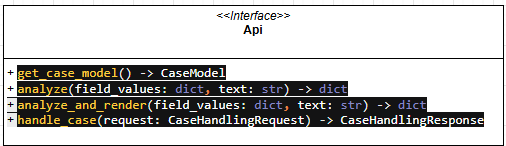 <<Interface>>
Api
+ get_case_model() -> CaseModel
+ analyze(field_values: dict, text: str) -> dict
+ analyze_and_render(field_values: dict, text: str) -> dict
+ handle_case(request: CaseHandlingRequest) -> CaseHandlingResponse